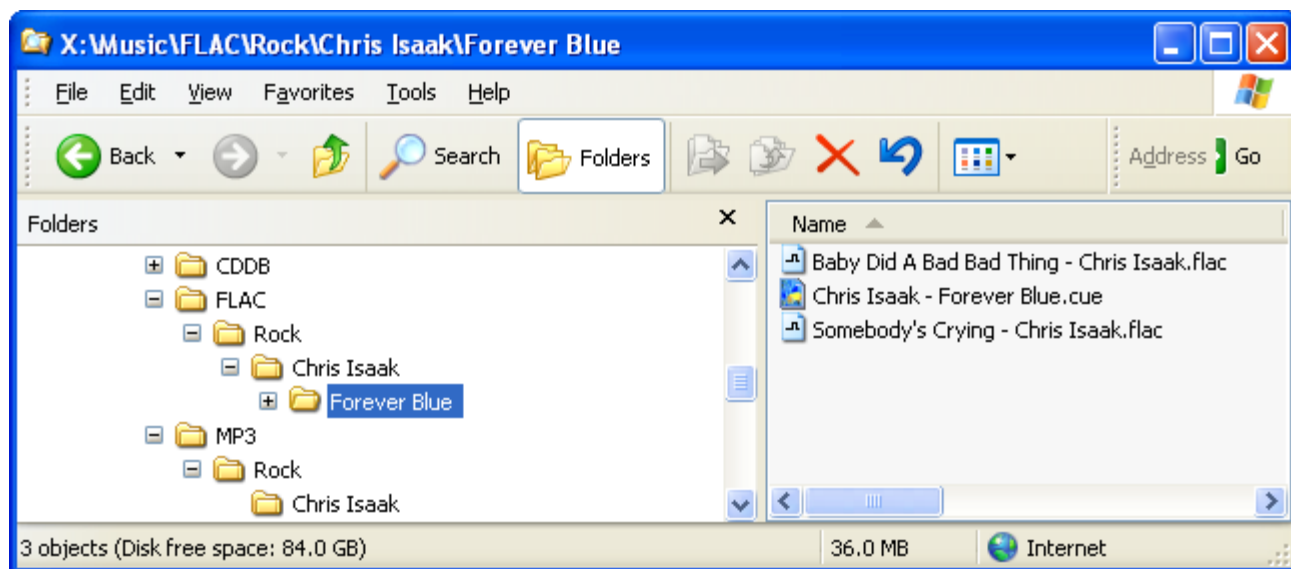 X:\Music\FLAC\Rock\Chris Isaak\Forever Blue
File Edit View Favorites Tools Help
Back Search Folders Address Go
Folders
CDDB
FLAC
Rock
Chris Isaak
Forever Blue
MP3
Rock
Chris Isaak
Name
Baby Did A Bad Bad Thing - Chris Isaak.flac
Chris Isaak - Forever Blue.cue
Somebody's Crying - Chris Isaak.flac
3 objects (Disk free space: 84.0 GB) 36.0 MB Internet